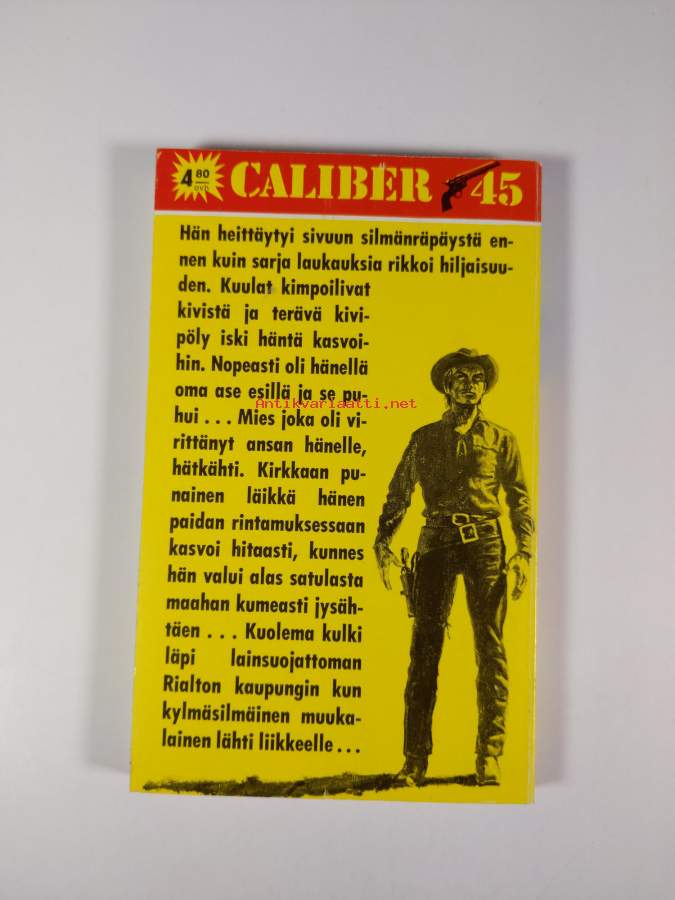 4 80
ovh
CALIBER 45
Hän heittäytyi sivuun silmänräpäystä en-
nen kuin sarja laukauksia rikkoi hiljaisuu-
den. Kuulat kimpoilivat
kivistä ja terävä kivi-
pöly iski häntä kasvoi-
hin. Nopeasti oli hänellä
oma ase esillä ja se pu-
Antikvariaatti.net
hui . . . Mies joka oli vi-
rittänyt ansan hänelle,
hätkähti. Kirkkaan pu-
nainen läikkä hänen
paidan rintamuksessaan
kasvoi hitaasti, kunnes
hän valui alas satulasta
maahan kumeasti jysäh-
täen . . . Kuolema kulki
läpi lainsuojattoman
Rialton kaupungin kun
kylmäsilmäinen muuka-
lainen lähti liikkeelle . . .